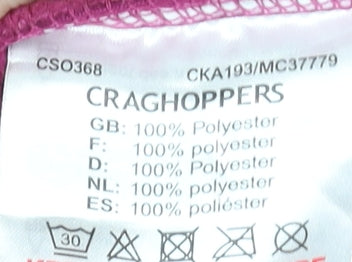 CSO368
CKA193/MC37779
CRAGHOPPERS
GB: 100% Polyester
F: 100% polyester
D: 100% Polyester
NL: 100% polyester
ES: 100% poliéster
30